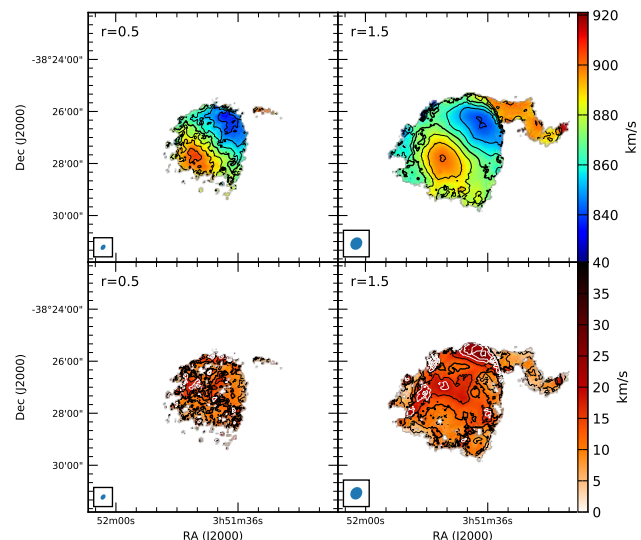 r=0.5
r=1.5
920
900
880
860
840
km/s
-38°24'00"
26'00"
28'00"
30'00"
Dec (J2000)
r=0.5
r=1.5
40
35
30
25
20
15
10
5
0
km/s
-38°24'00"
26'00"
28'00"
30'00"
Dec (J2000)
52m00s
3h51m36s
52m00s
3h51m36s
RA (J2000)
RA (J2000)